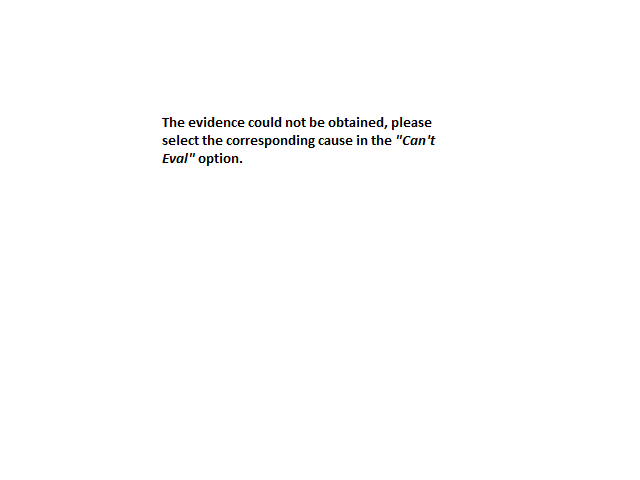 The evidence could not be obtained, please
select the corresponding cause in the "Can't
Eval" option.